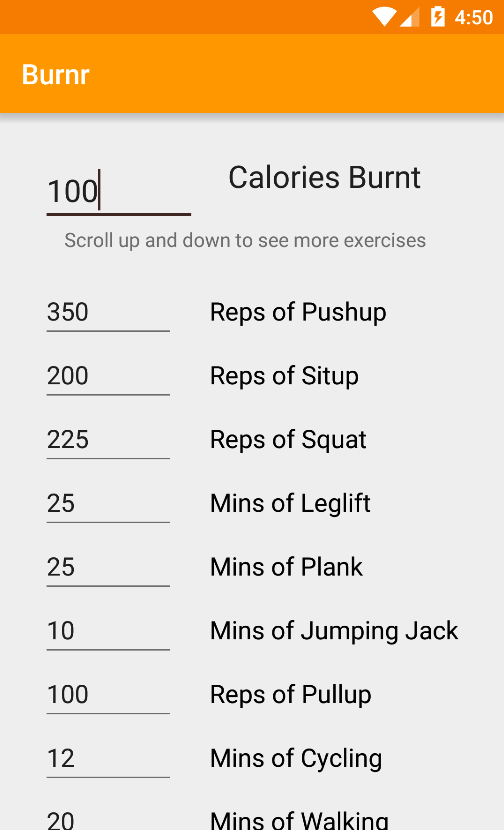 4:50
Burnr
100 Calories Burnt
Scroll up and down to see more exercises
350 Reps of Pushup
200 Reps of Situp
225 Reps of Squat
25 Mins of Leglift
25 Mins of Plank
10 Mins of Jumping Jack
100 Reps of Pullup
12 Mins of Cycling
20 Mins of Walking